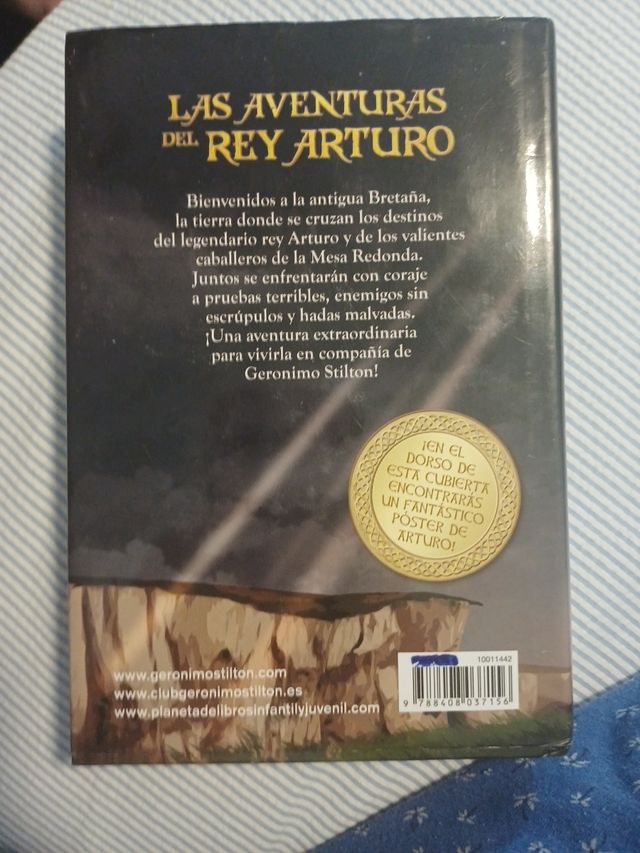 LAS AVENTURAS
DEL REY ARTURO
Bienvenidos a la antigua Bretaña,
la tierra donde se cruzan los destinos
del legendario rey Arturo y de los valientes
caballeros de la Mesa Redonda.
Juntos se enfrentarán con coraje
a pruebas terribles, enemigos sin
escrúpulos y hadas malvadas.
¡Una aventura extraordinaria
para vivirla en compañía de
Geronimo Stilton!
¡EN EL
DORSO DE
ESTA CUBIERTA
ENCONTRARÁS
UN FANTÁSTICO
PÓSTER DE
ARTURO!
www.geronimostilton.com
www.clubgeronimostilton.es
www.planetadelibrosinfantilyjuvenil.com
10011442
9 788408 037156